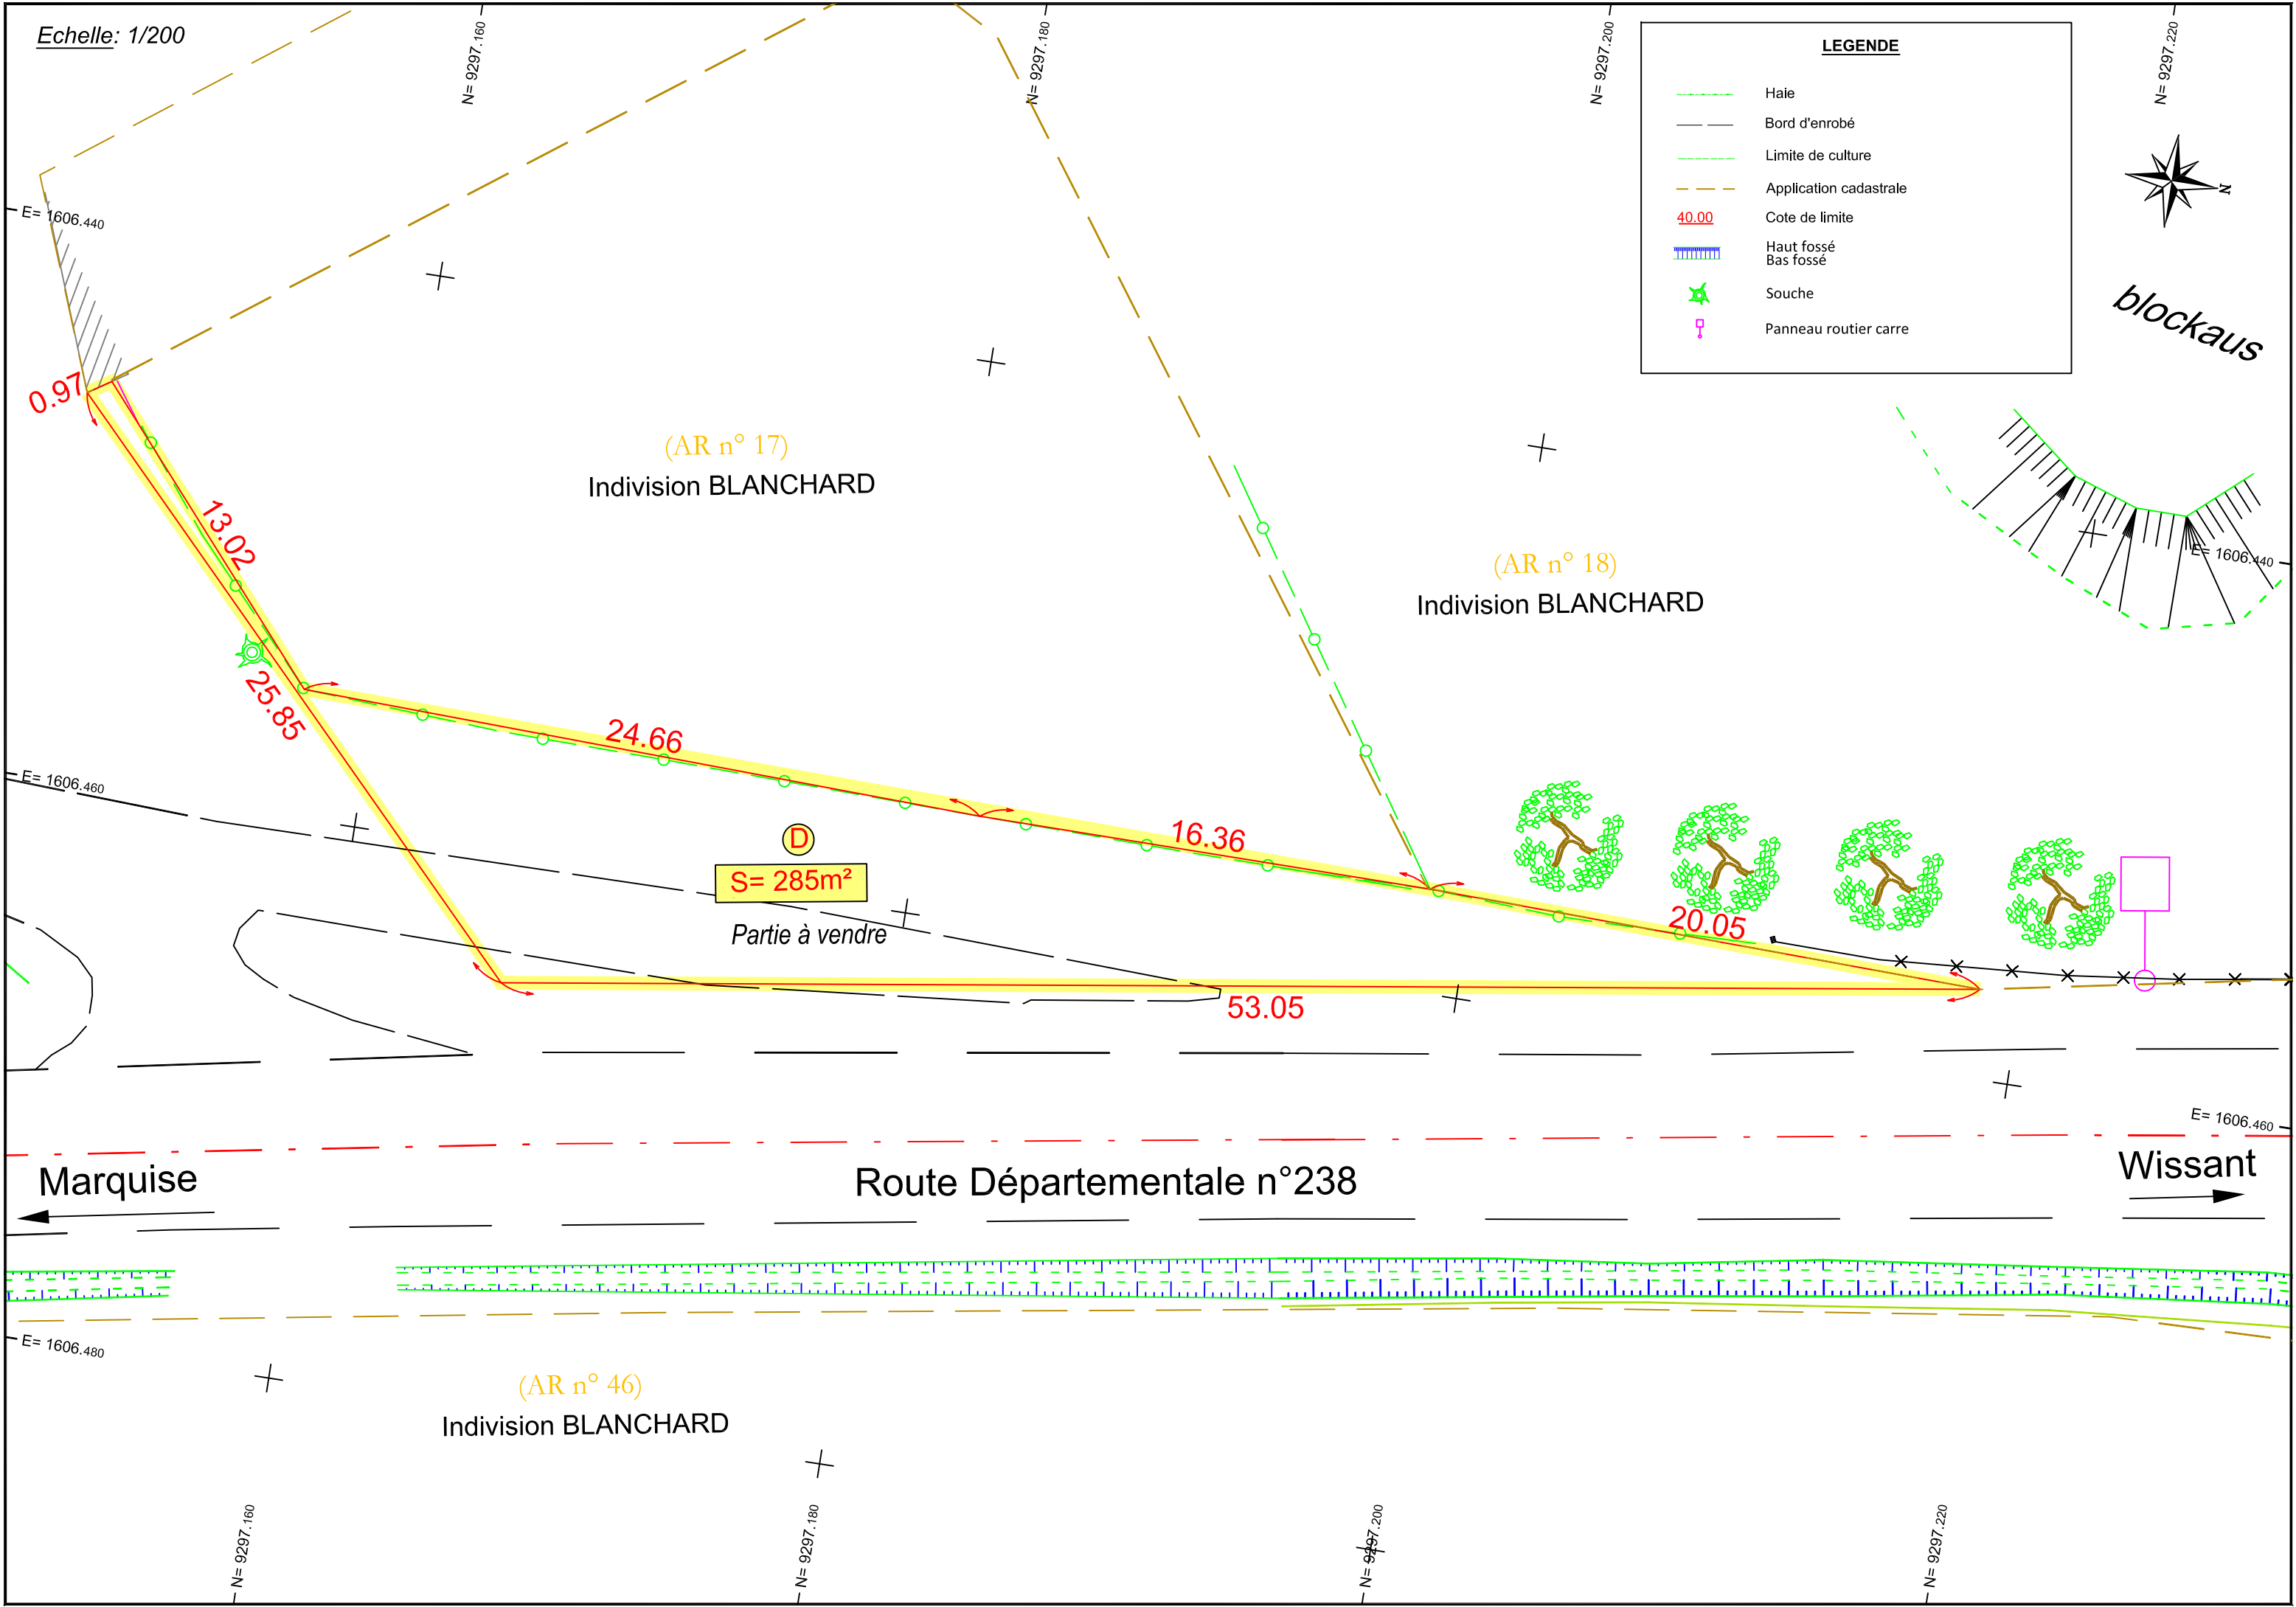 Echelle: 1/200
N= 9297.160
N= 9297.180
N= 9297.200
N= 9297.220
LEGENDE
Haie
Bord d'enrobé
Limite de culture
Application cadastrale
40.00
Cote de limite
Haut fossé
Bas fossé
Souche
Panneau routier carre
N
blockaus
E= 1606.440
E= 1606.440
0.97
(AR n° 17)
Indivision BLANCHARD
13.02
(AR n° 18)
Indivision BLANCHARD
25.85
24.66
E= 1606.460
D
16.36
S= 285m²
20.05
Partie à vendre
53.05
E= 1606.460
Marquise
Route Départementale n°238
Wissant
E= 1606.480
(AR n° 46)
Indivision BLANCHARD
N= 9297.160
N= 9297.180
N= 9297.200
N= 9297.220